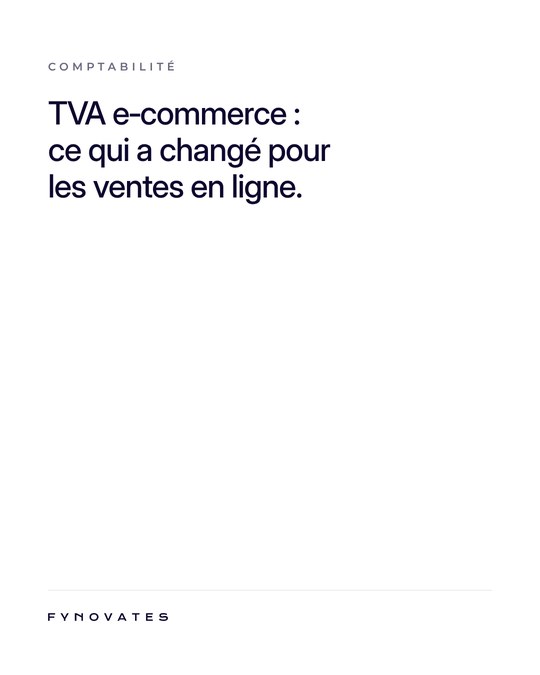 COMPTABILITÉ
TVA e-commerce :
ce qui a changé pour
les ventes en ligne.
FYNOVATES